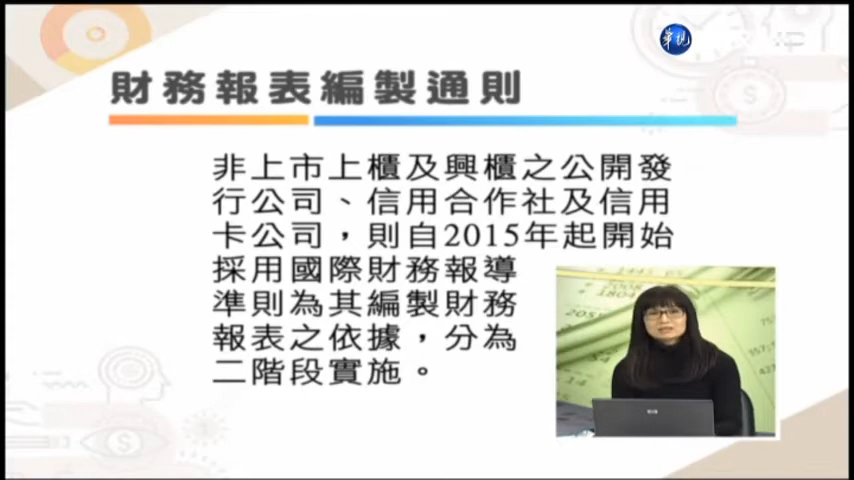 華視
財務報表編製通則
非上市上櫃及興櫃之公開發
行公司、信用合作社及信用
卡公司，則自2015年起開始
採用國際財務報導
準則為其編製財務
報表之依據，分為
二階段實施。